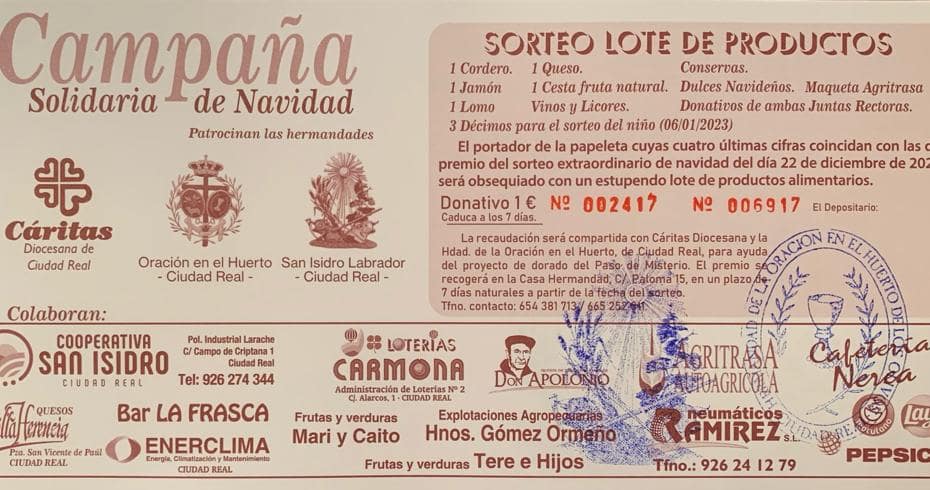 Campaña
Solidaria de Navidad
Patrocinan las hermandades
Cáritas
Diocesana de
Ciudad Real
Oración en el Huerto
- Ciudad Real -
San Isidro Labrador
- Ciudad Real -
SORTEO LOTE DE PRODUCTOS
1 Cordero. 1 Queso. Conservas.
1 Jamón 1 Cesta fruta natural. Dulces Navideños. Maqueta Agritrasa
1 Lomo Vinos y Licores. Donativos de ambas Juntas Rectoras.
3 Décimos para el sorteo del niño (06/01/2023)
El portador de la papeleta cuyas cuatro últimas cifras coincidan con las
premio del sorteo extraordinario de navidad del día 22 de diciembre de
será obsequiado con un estupendo lote de productos alimentarios.
Donativo 1 € Nº 002417 Nº 006917 El Depositario:
Caduca a los 7 días.
La recaudación será compartida con Cáritas Diocesana y la
Hdad. de la Oración en el Huerto, de Ciudad Real, para ayuda
del proyecto de dorado del Paso de Misterio. El premio se
recogerá en la Casa Hermandad, C/ Paloma 15, en un plazo de
7 días naturales a partir de la fecha del sorteo.
Tfno. contacto: 654 381 713 / 665
ORACION EN EL HUERTO DE
CIUDAD REAL
Colaboran:
COOPERATIVA
SAN ISIDRO
CIUDAD REAL
Pol. Industrial Larache
C/ Campo de Criptana 1
Ciudad Real
Tel: 926 274 344
LOTERÍAS
CARMONA
Administración de Loterías Nº 2
Cj. Alarcos, 1 - CIUDAD REAL
DON APOLONIO
AGRITRASA
AUTOAGRÍCOLA
Cafetería
Nerea
QUESOS
Herencia
Pza. San Vicente de Paúl
CIUDAD REAL
Bar LA FRASCA
ENERCLIMA
Energía, Climatización y Mantenimiento
CIUDAD REAL
Frutas y verduras
Mari y Caito
Explotaciones Agropecuarias
Hnos. Gómez Ormeño
Frutas y verduras Tere e Hijos
neumáticos
RAMIREZ S.L.
Tfno.: 926 24 12 79
PEPSICO